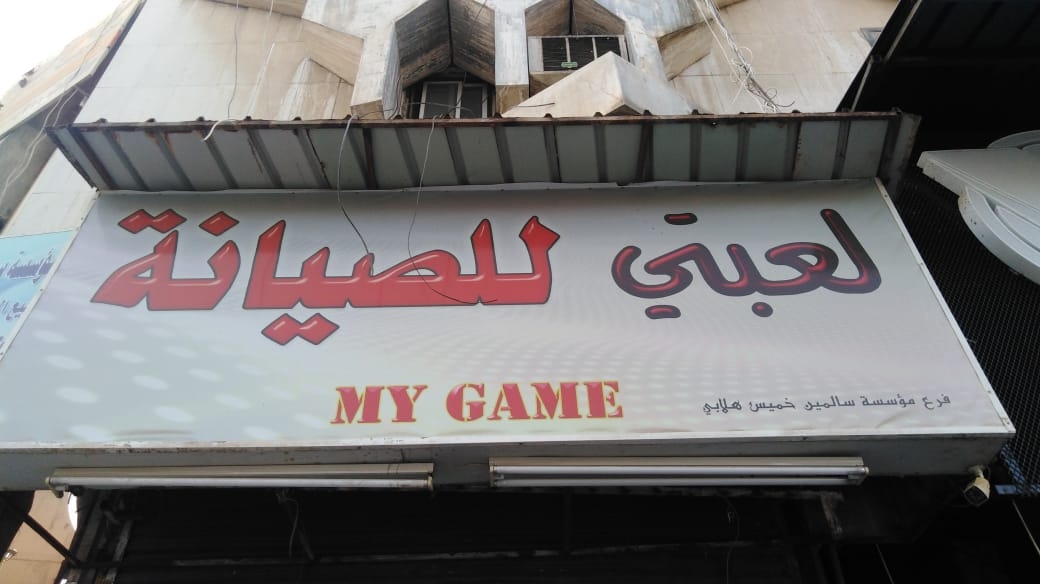 لعبتي للصيانة
MY GAME
فرع مؤسسة سالمين خميس هلابي